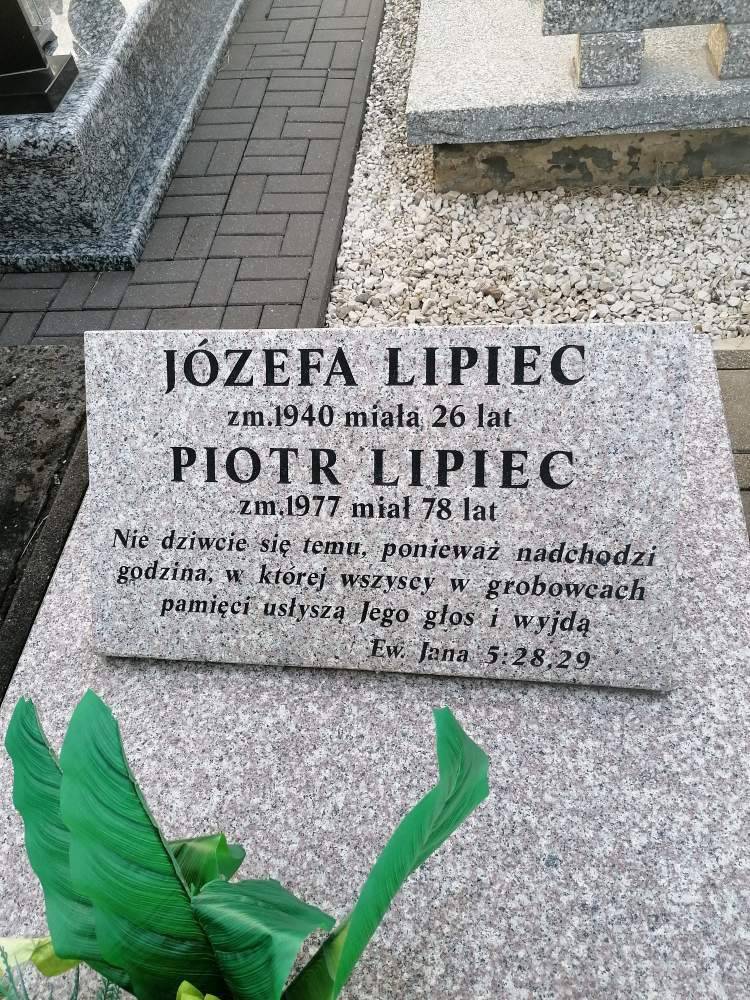 JÓZEFA LIPIEC
zm.1940 miała 26 lat
PIOTR LIPIEC
zm.1977 miał 78 lat
Nie dziwcie się temu, ponieważ nadchodzi
godzina, w której wszyscy w grobowcach
pamięci usłyszą Jego głos i wyjdą
Ew. Jana 5:28,29